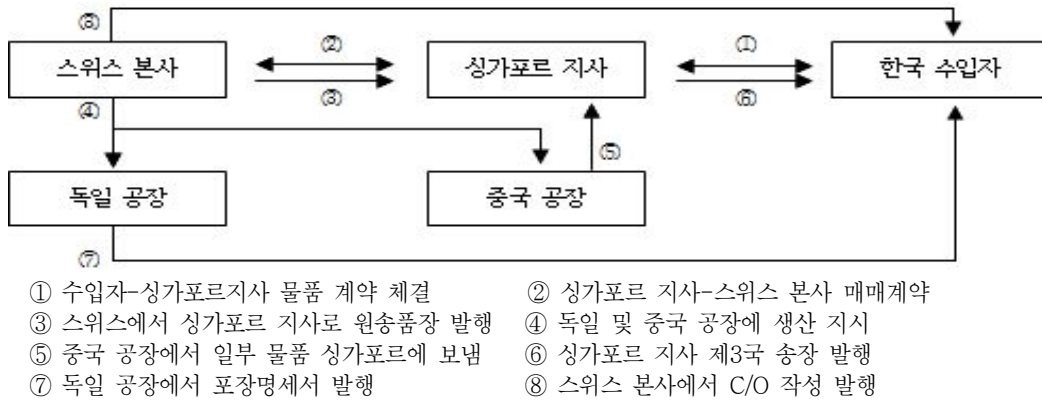 ⑧
② ①
스위스 본사 싱가포르 지사 한국 수입자
③ ⑥
④
⑤
독일 공장 중국 공장
⑦
① 수입자-싱가포르지사 물품 계약 체결 ② 싱가포르 지사-스위스 본사 매매계약
③ 스위스에서 싱가포르 지사로 원송품장 발행 ④ 독일 및 중국 공장에 생산 지시
⑤ 중국 공장에서 일부 물품 싱가포르에 보냄 ⑥ 싱가포르 지사 제3국 송장 발행
⑦ 독일 공장에서 포장명세서 발행 ⑧ 스위스 본사에서 C/O 작성 발행